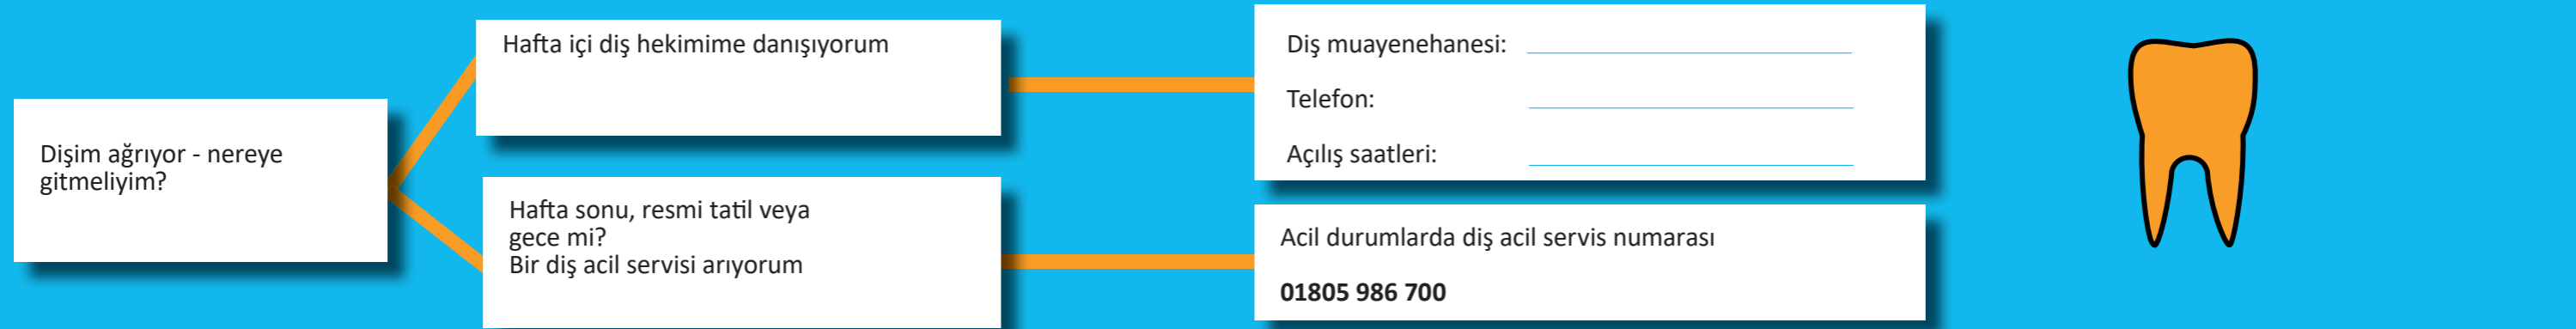 Dişim ağrıyor - nereye
gitmeliyim?
Hafta içi diş hekimime danışıyorum
Diş muayenehanesi:
Telefon:
Açılış saatleri:
Hafta sonu, resmi tatil veya
gece mi?
Bir diş acil servisi arıyorum
Acil durumlarda diş acil servis numarası
01805 986 700